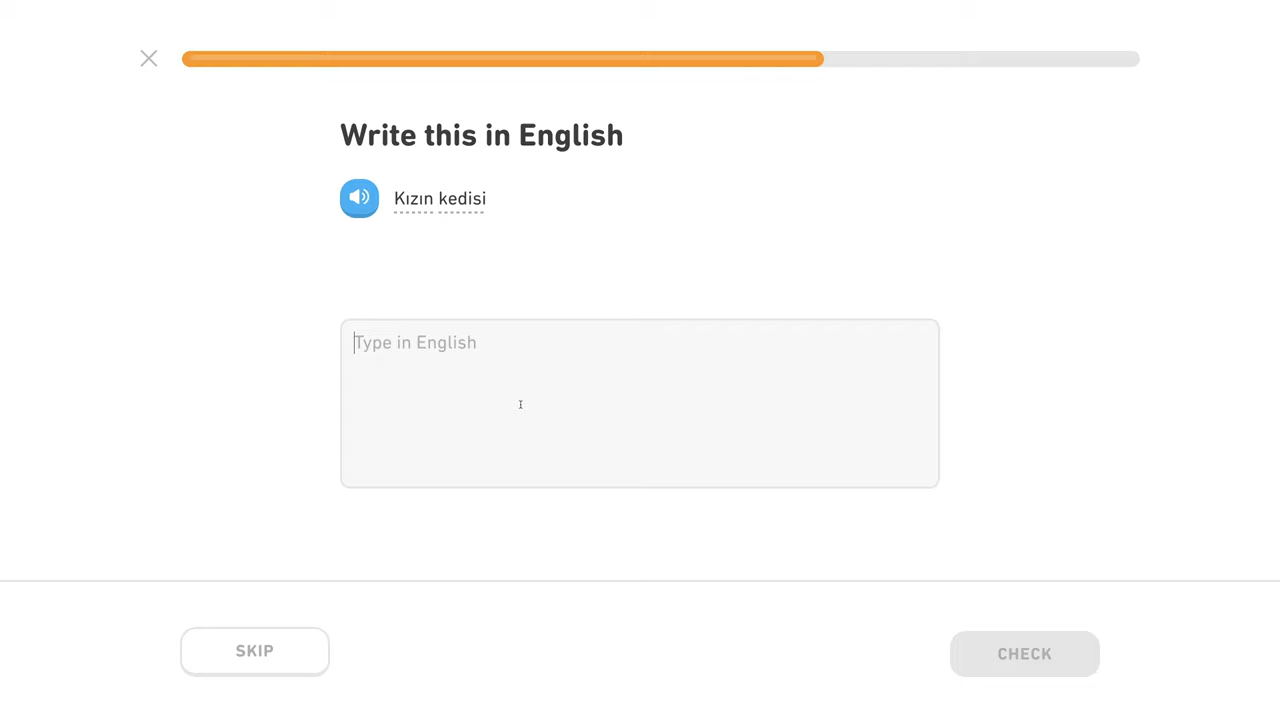 Write this in English
Kızın kedisi
Type in English
SKIP
CHECK